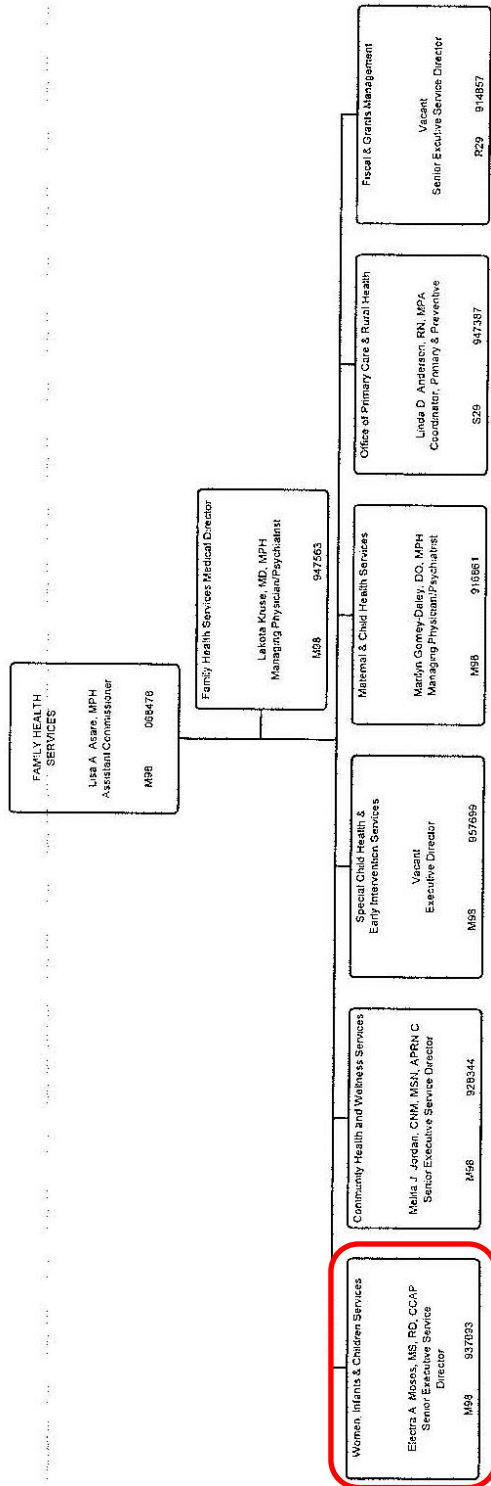 FAMILY HEALTH
SERVICES
Lisa A. Asare, MPH
Assistant Commissioner
M98 068478
Family Health Services Medical Director
Lakota Kruse, MD, MPH
Managing Physician/Psychiatrist
M98 947563
Women, Infants & Children Services
Electra A. Moses, MS, RD, CCAP
Senior Executive Service
Director
M98 937093
Community Health and Wellness Services
Melita J. Jordan, CNM, MSN, APRN C
Senior Executive Service Director
M98 928344
Special Child Health &
Early Intervention Services
Vacant
Executive Director
M98 957699
Maternal & Child Health Services
Marilyn Gorney-Daley, DO, MPH
Managing Physician/Psychiatrist
M98 916861
Office of Primary Care & Rural Health
Linda D. Anderson, RN, MPA
Coordinator, Primary & Preventive
S29 947387
Fiscal & Grants Management
Vacant
Senior Excutive Service Director
R29 914857